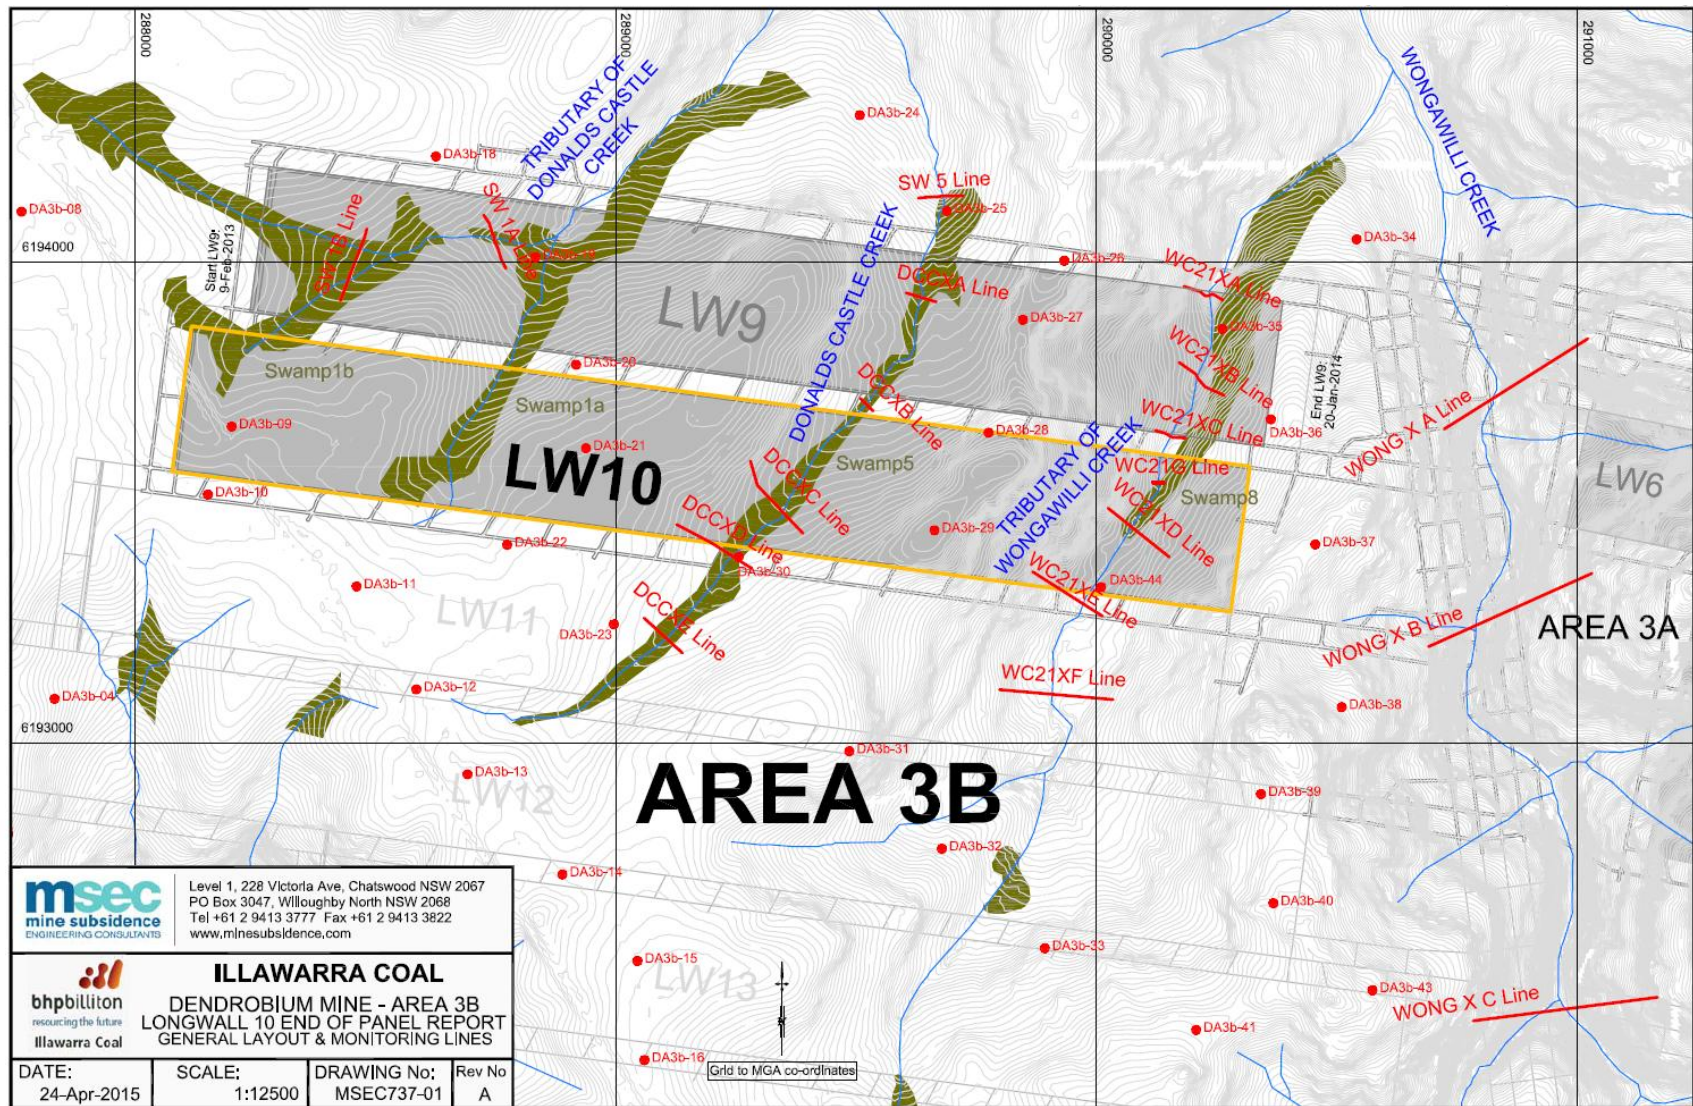 288000
289000
290000
291000
TRIBUTARY OF
DONALDS CASTLE
CREEK
WONGAWILLI CREEK
DA3b-24
DA3b-18
SW 5 Line
DA3b-25
DA3b-08
SW 1B Line
SW 1A Line
DA3b-34
6194000
Start LW9:
9-Feb-2013
DA3b-26
WC21XA Line
DCCXA Line
LW9
DONALDS CASTLE CREEK
DA3b-27
DA3b-35
Swamp1b
DA3b-20
WC21XB Line
End LW9:
20-Jan-2014
DCCXB Line
Swamp1a
WC21XC Line
DA3b-36
WONG X A Line
DA3b-09
DA3b-21
DA3b-28
TRIBUTARY OF
WONGAWILLI CREEK
LW10
Swamp5
WC21G Line
LW6
DA3b-10
DCCXC Line
Swamp8
WC21XD Line
DCCXD Line
DA3b-29
DA3b-22
DA3b-37
DA3b-30
DA3b-11
WC21XE Line
DA3b-44
LW11
DA3b-23
DCCXE Line
WONG X B Line
AREA 3A
WC21XF Line
DA3b-04
DA3b-12
DA3b-38
6193000
DA3b-31
DA3b-13
LW12
AREA 3B
DA3b-39
DA3b-32
DA3b-14
DA3b-40
DA3b-33
DA3b-15
LW13
DA3b-43
WONG X C Line
DA3b-41
DA3b-16
Grid to MGA co-ordinates
msec
mine subsidence
ENGINEERING CONSULTANTS
Level 1, 228 Victoria Ave, Chatswood NSW 2067
PO Box 3047, Willoughby North NSW 2068
Tel +61 2 9413 3777 Fax +61 2 9413 3822
www.minesubsidence.com
bhpbilliton
resourcing the future
Illawarra Coal
ILLAWARRA COAL
DENDROBIUM MINE - AREA 3B
LONGWALL 10 END OF PANEL REPORT
GENERAL LAYOUT & MONITORING LINES
DATE:
24-Apr-2015
SCALE:
1:12500
DRAWING No:
MSEC737-01
Rev No
A